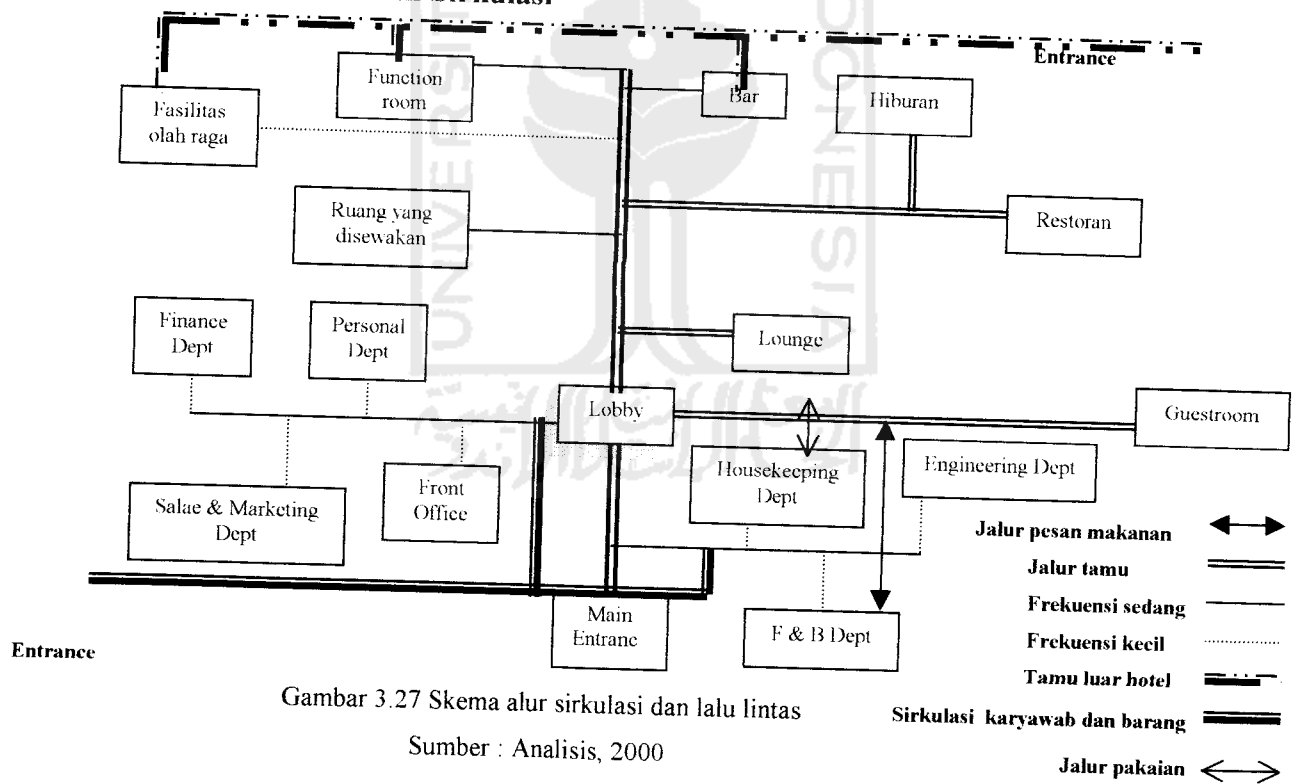 Entrance
Function
room
Bar
Hiburan
Fasilitas
olah raga
Ruang yang
disewakan
Restoran
Finance
Dept
Personal
Dept
Lounge
Lobby
Guestroom
Housekeeping
Dept
Engineering Dept
Salae & Marketing
Dept
Front
Office
Main
Entranc
F & B Dept
Entrance
Jalur pesan makanan
Jalur tamu
Frekuensi sedang
Frekuensi kecil
Tamu luar hotel
Sirkulasi karyawab dan barang
Jalur pakaian
Gambar 3.27 Skema alur sirkulasi dan lalu lintas
Sumber : Analisis, 2000
UNIVERSIT
ONESIA